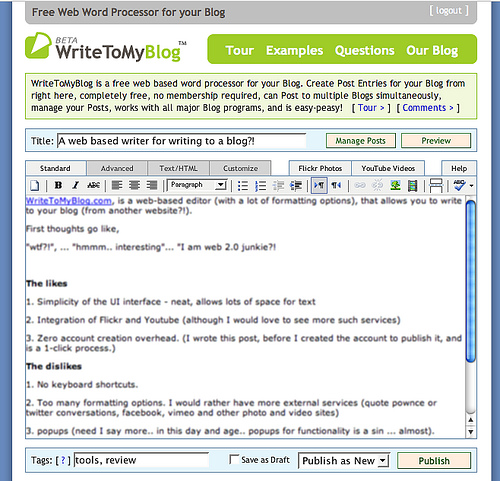 Free Web Word Processor for your Blog
[ logout ]
BETA
WriteToMyBlog™
Tour Examples Questions Our Blog
WriteToMyBlog is a free web based word processor for your Blog. Create Post Entries for your Blog from
right here, completely free, no membership required, can Post to multiple Blogs simultaneously,
manage your Posts, works with all major Blog programs, and is easy-peasy! [ Tour > ] [ Comments > ]
Title: A web based writer for writing to a blog?! Manage Posts Preview
Standard Advanced Text/HTML Customize Flickr Photos YouTube Videos Help
B I ABC Paragraph
WriteToMyBlog.com, is a web-based editor (with a lot of formatting options), that allows you to write
to your blog (from another website?!).
First thoughts go like,
"wtf?!", ... "hmmm.. interesting"... "I am web 2.0 junkie?!
The likes
1. Simplicity of the UI interface - neat, allows lots of space for text
2. Integration of Flickr and Youtube (although I would love to see more such services)
3. Zero account creation overhead. (I wrote this post, before I created the account to publish it, and
is a 1-click process.)
The dislikes
1. No keyboard shortcuts.
2. Too many formatting options. I would rather have more external services (quote pownce or
twitter conversations, facebook, vimeo and other photo and video sites)
3. popups (need I say more.. in this day and age.. popups for functionality is a sin ... almost).
Tags: [ ? ] tools, review Save as Draft Publish as New Publish